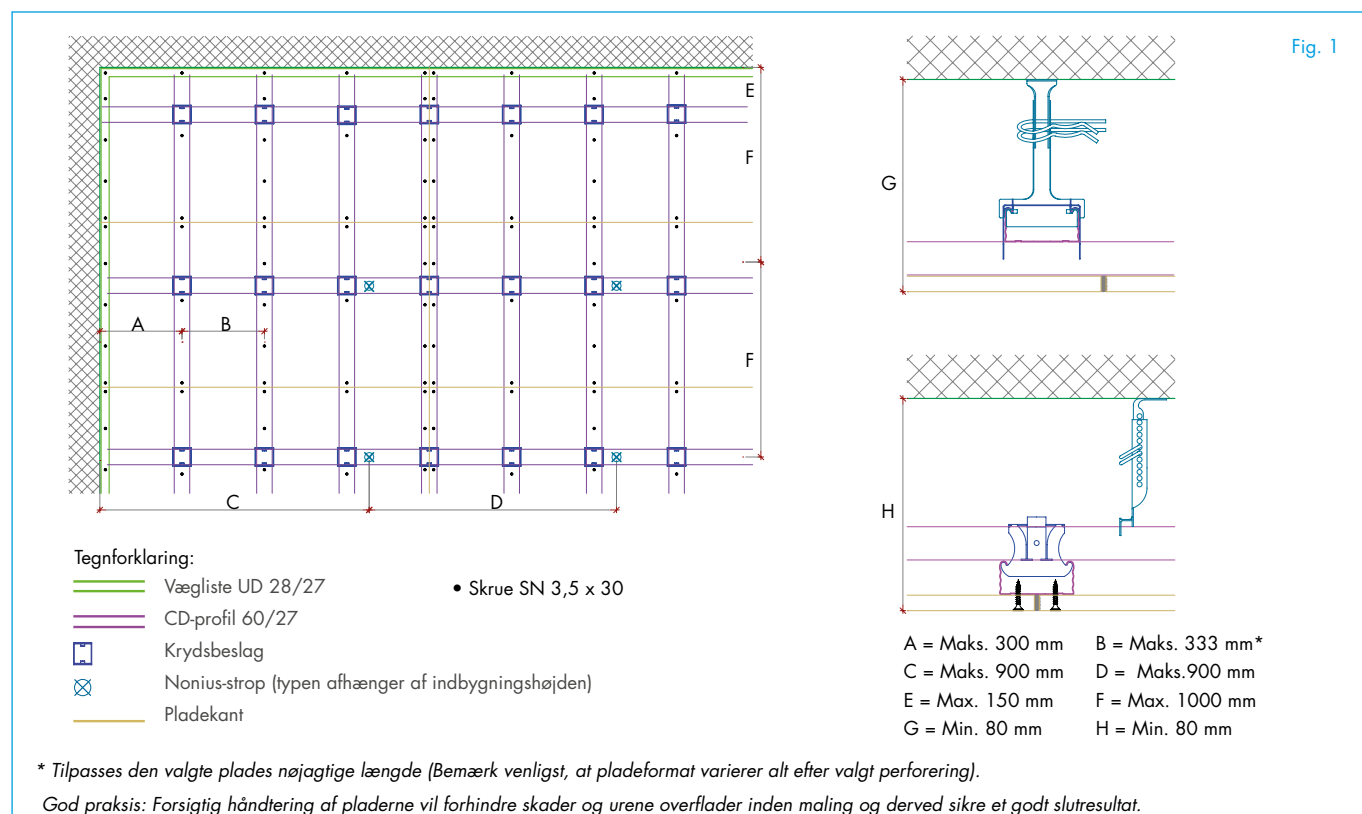 Fig. 1
E
F
A
B
F
C
D
G
H
Tegnforklaring:
Vægliste UD 28/27
• Skrue SN 3,5 x 30
CD-profil 60/27
Krydsbeslag
Nonius-strop (typen afhænger af indbygningshøjden)
Pladekant
A = Maks. 300 mm B = Maks. 333 mm*
C = Maks. 900 mm D = Maks.900 mm
E = Max. 150 mm F = Max. 1000 mm
G = Min. 80 mm H = Min. 80 mm
* Tilpasses den valgte plades nøjagtige længde (Bemærk venligst, at pladeformat varierer alt efter valgt perforering).
God praksis: Forsigtig håndtering af pladerne vil forhindre skader og urene overflader inden maling og derved sikre et godt slutresultat.